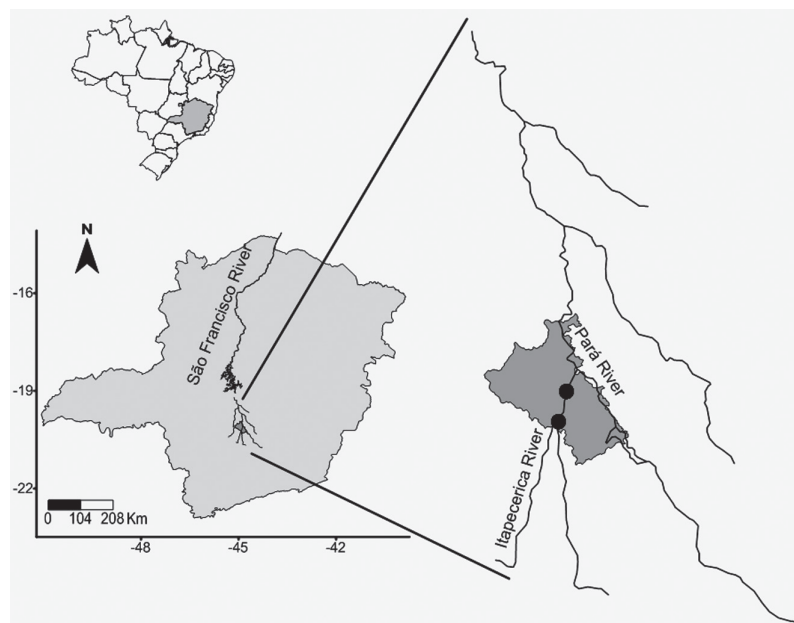 N
São Francisco River
-16
-19
-22
0 104 208 Km
-48 -45 -42
Pará River
Itapecerica River